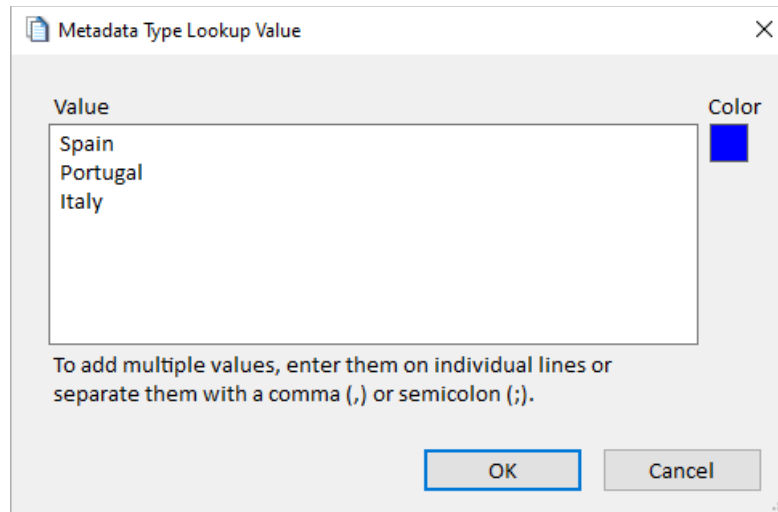 Metadata Type Lookup Value
Value
Color
Spain
Portugal
Italy
To add multiple values, enter them on individual lines or
separate them with a comma (,) or semicolon (;).
OK
Cancel